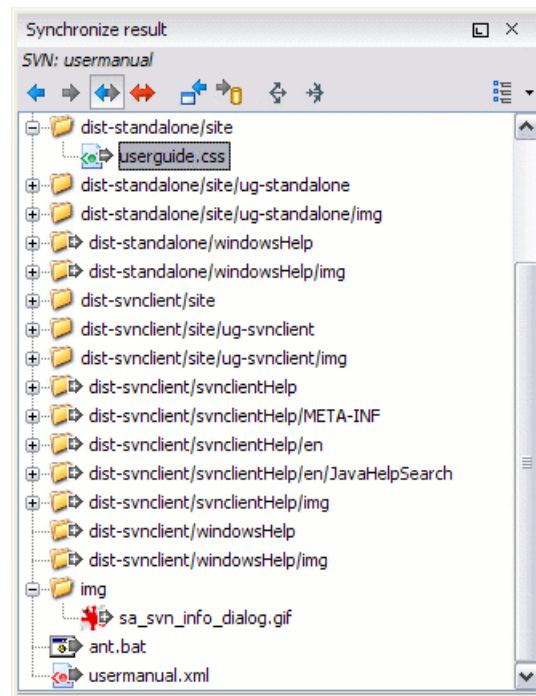 Synchronize result
SVN: usermanual
dist-standalone/site
userguide.css
dist-standalone/site/ug-standalone
dist-standalone/site/ug-standalone/img
dist-standalone/windowsHelp
dist-standalone/windowsHelp/img
dist-svnclient/site
dist-svnclient/site/ug-svnclient
dist-svnclient/site/ug-svnclient/img
dist-svnclient/svnclientHelp
dist-svnclient/svnclientHelp/META-INF
dist-svnclient/svnclientHelp/en
dist-svnclient/svnclientHelp/en/JavaHelpSearch
dist-svnclient/svnclientHelp/img
dist-svnclient/windowsHelp
dist-svnclient/windowsHelp/img
img
sa_svn_info_dialog.gif
ant.bat
usermanual.xml